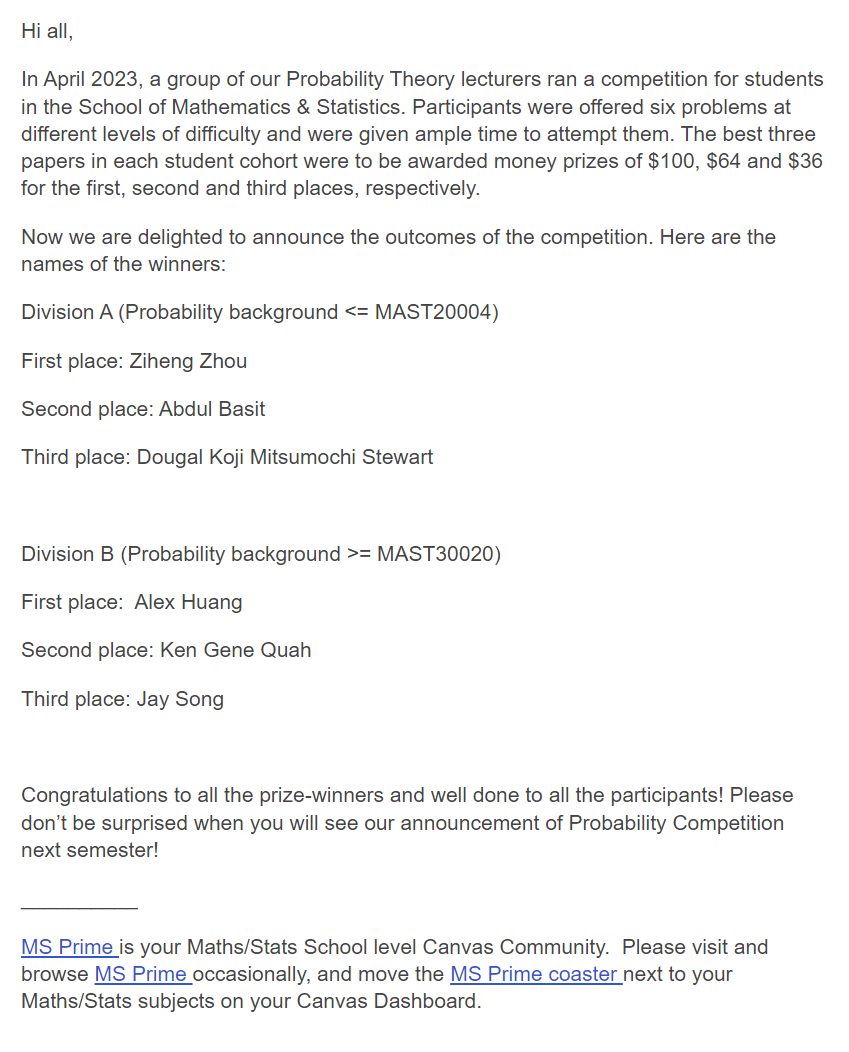 Hi all,
In April 2023, a group of our Probability Theory lecturers ran a competition for students
in the School of Mathematics & Statistics. Participants were offered six problems at
different levels of difficulty and were given ample time to attempt them. The best three
papers in each student cohort were to be awarded money prizes of $100, $64 and $36
for the first, second and third places, respectively.
Now we are delighted to announce the outcomes of the competition. Here are the
names of the winners:
Division A (Probability background <= MAST20004)
First place: Ziheng Zhou
Second place: Abdul Basit
Third place: Dougal Koji Mitsumochi Stewart
Division B (Probability background >= MAST30020)
First place:  Alex Huang
Second place: Ken Gene Quah
Third place: Jay Song
Congratulations to all the prize-winners and well done to all the participants! Please
don’t be surprised when you will see our announcement of Probability Competition
next semester!
__________
MS Prime is your Maths/Stats School level Canvas Community.  Please visit and
browse MS Prime occasionally, and move the MS Prime coaster next to your
Maths/Stats subjects on your Canvas Dashboard.